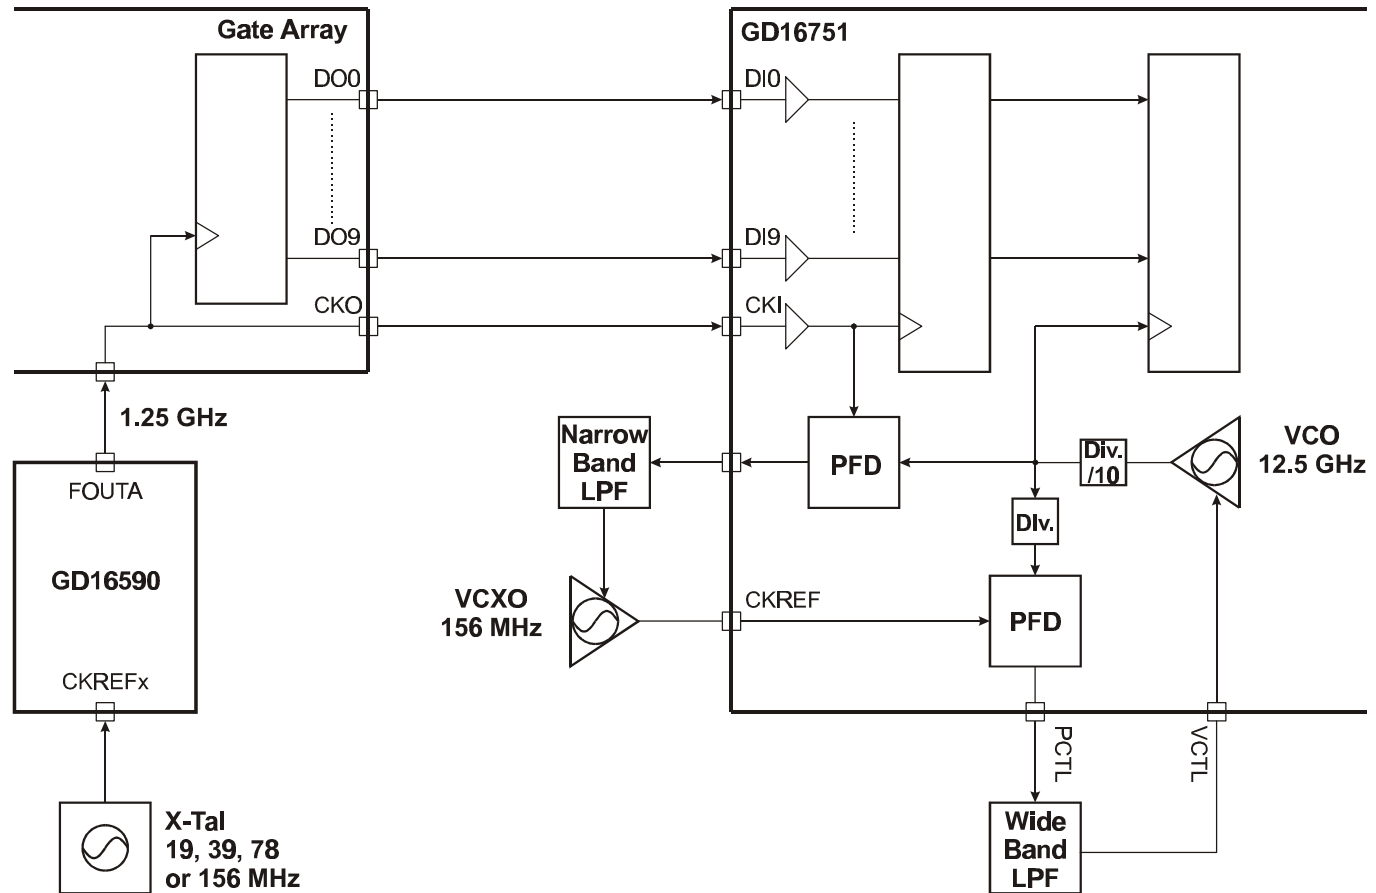 Gate Array
GD16751
DO0
DI0
DO9
DI9
CKO
CKI
1.25 GHz
Narrow
Band
LPF
PFD
Div.
/10
VCO
12.5 GHz
FOUTA
DIv.
GD16590
VCXO
156 MHz
CKREF
PFD
CKREFx
PCTL
VCTL
X-Tal
19, 39, 78
or 156 MHz
Wide
Band
LPF